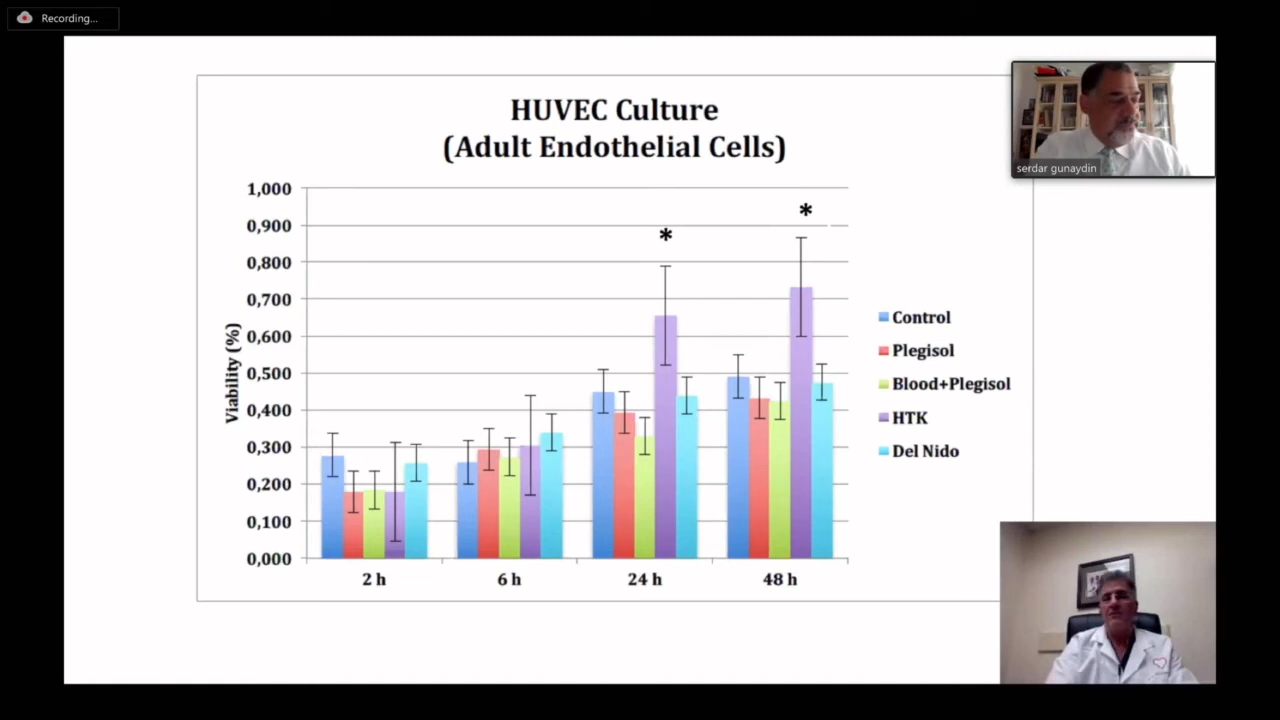 Recording...
HUVEC Culture
(Adult Endothelial Cells)
serdar gunaydin
Viability (%)
1,000
0,900
0,800
0,700
0,600
0,500
0,400
0,300
0,200
0,100
0,000
*
*
2 h
6 h
24 h
48 h
Control
Plegisol
Blood+Plegisol
HTK
Del Nido